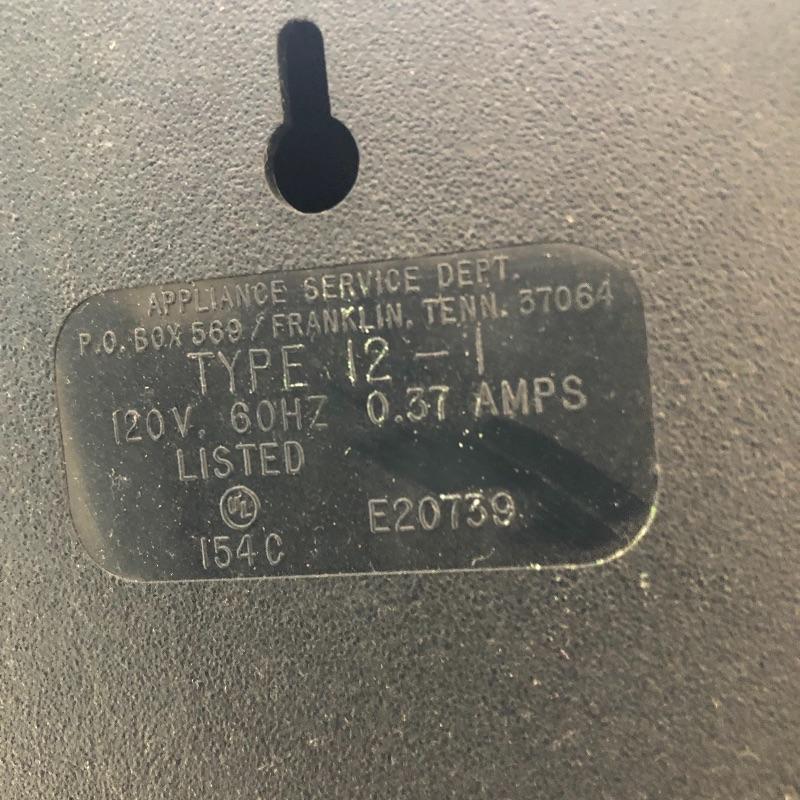 APPLIANCE SERVICE DEPT.
P.O. BOX 569 / FRANKLIN, TENN. 37064
TYPE 12-1
120V. 60HZ 0.37 AMPS
LISTED
UL
154C E20739